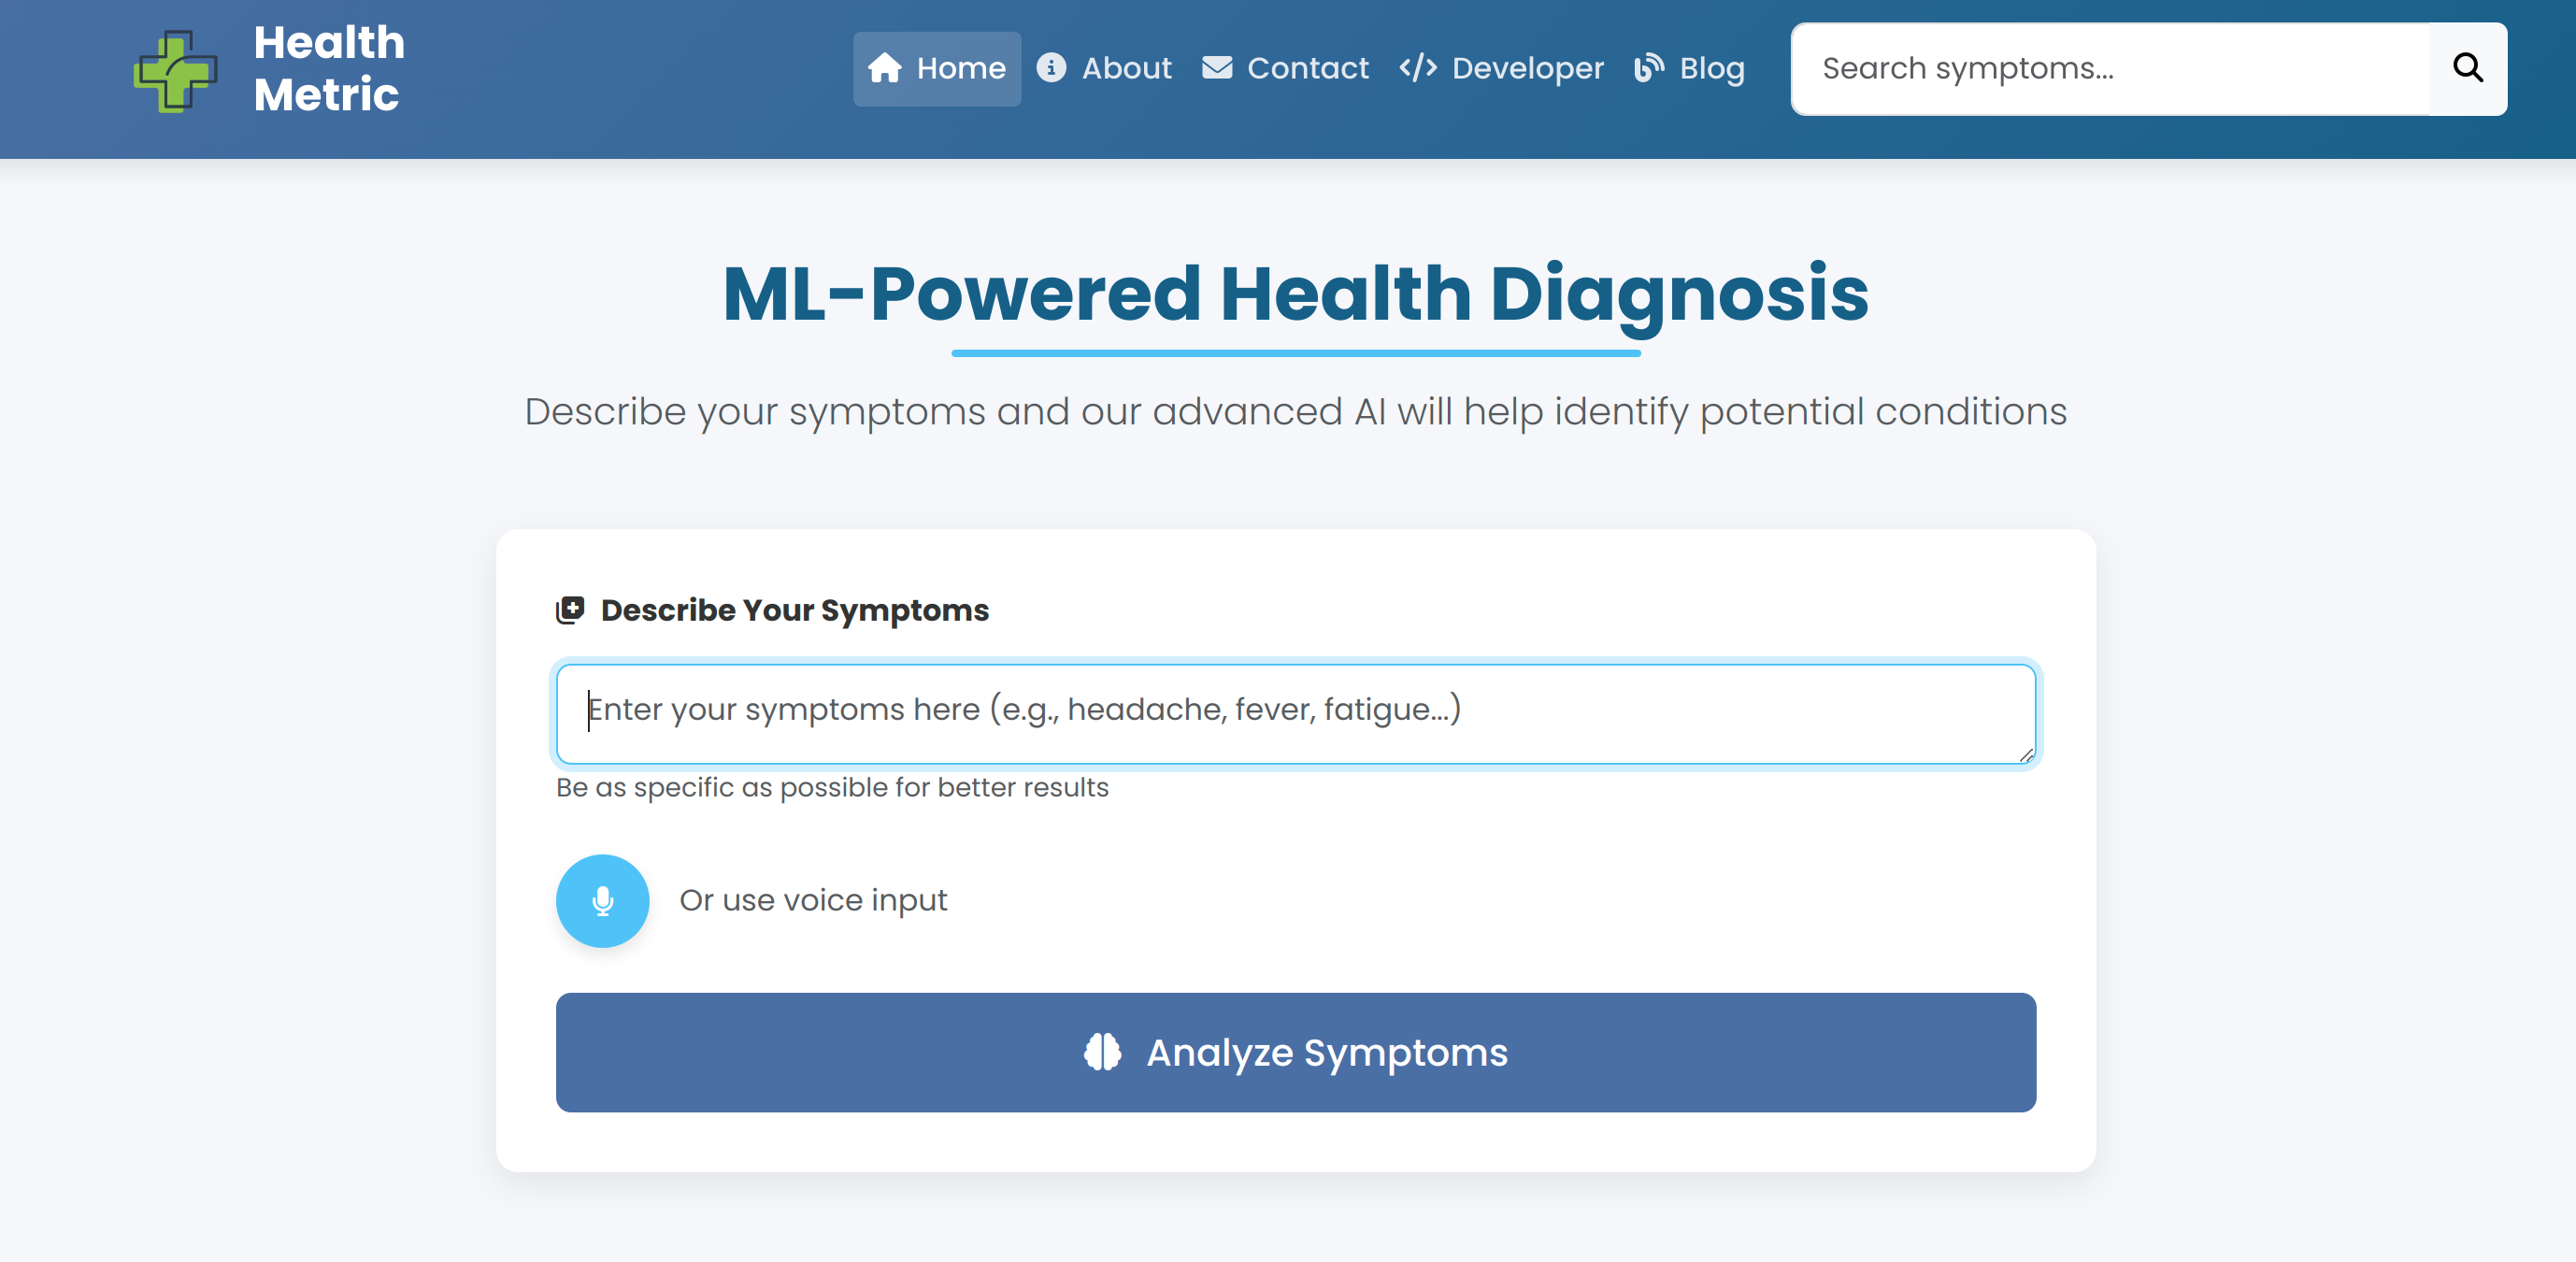 Health
Metric
Home
About
Contact
Developer
Blog
Search symptoms...
ML-Powered Health Diagnosis
Describe your symptoms and our advanced AI will help identify potential conditions
Describe Your Symptoms
Enter your symptoms here (e.g., headache, fever, fatigue...)
Be as specific as possible for better results
Or use voice input
Analyze Symptoms